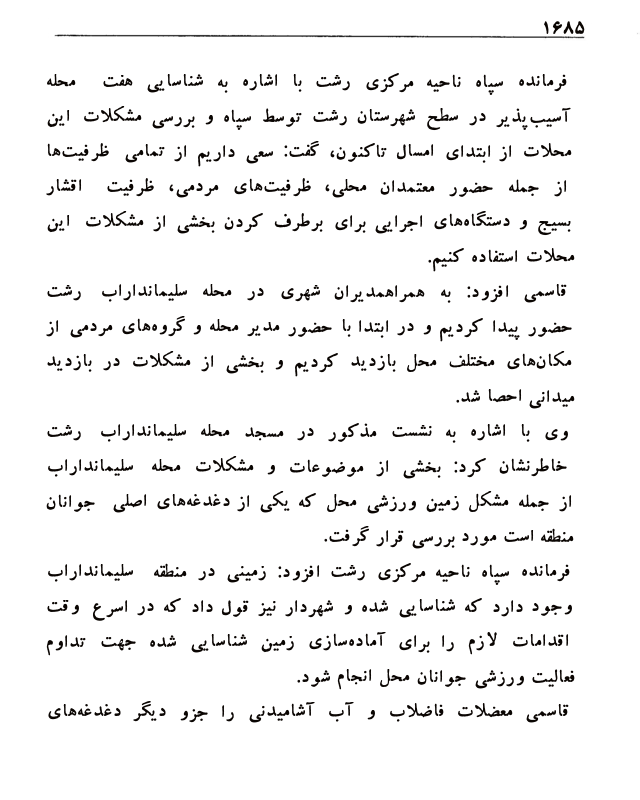 ۱۶۸۵
فرمانده سپاه ناحیه مرکزی رشت با اشاره به شناسایی هفت محله
آسیب‌پذیر در سطح شهرستان رشت توسط سپاه و بررسی مشکلات این
محلات از ابتدای امسال تاکنون، گفت: سعی داریم از تمامی ظرفیت‌ها
از جمله حضور معتمدان محلی، ظرفیت‌های مردمی، ظرفیت اقشار
بسیج و دستگاه‌های اجرایی برای برطرف کردن بخشی از مشکلات این
محلات استفاده کنیم.
قاسمی افزود: به همراهمدیران شهری در محله سلیمانداراب رشت
حضور پیدا کردیم و در ابتدا با حضور مدیر محله و گروه‌های مردمی از
مکان‌های مختلف محل بازدید کردیم و بخشی از مشکلات در بازدید
میدانی احصا شد.
وی با اشاره به نشست مذکور در مسجد محله سلیمانداراب رشت
خاطرنشان کرد: بخشی از موضوعات و مشکلات محله سلیمانداراب
از جمله مشکل زمین ورزشی محل که یکی از دغدغه‌های اصلی جوانان
منطقه است مورد بررسی قرار گرفت.
فرمانده سپاه ناحیه مرکزی رشت افزود: زمینی در منطقه سلیمانداراب
وجود دارد که شناسایی شده و شهردار نیز قول داد که در اسرع وقت
اقدامات لازم را برای آماده‌سازی زمین شناسایی شده جهت تداوم
فعالیت ورزشی جوانان محل انجام شود.
قاسمی معضلات فاضلاب و آب آشامیدنی را جزو دیگر دغدغه‌های